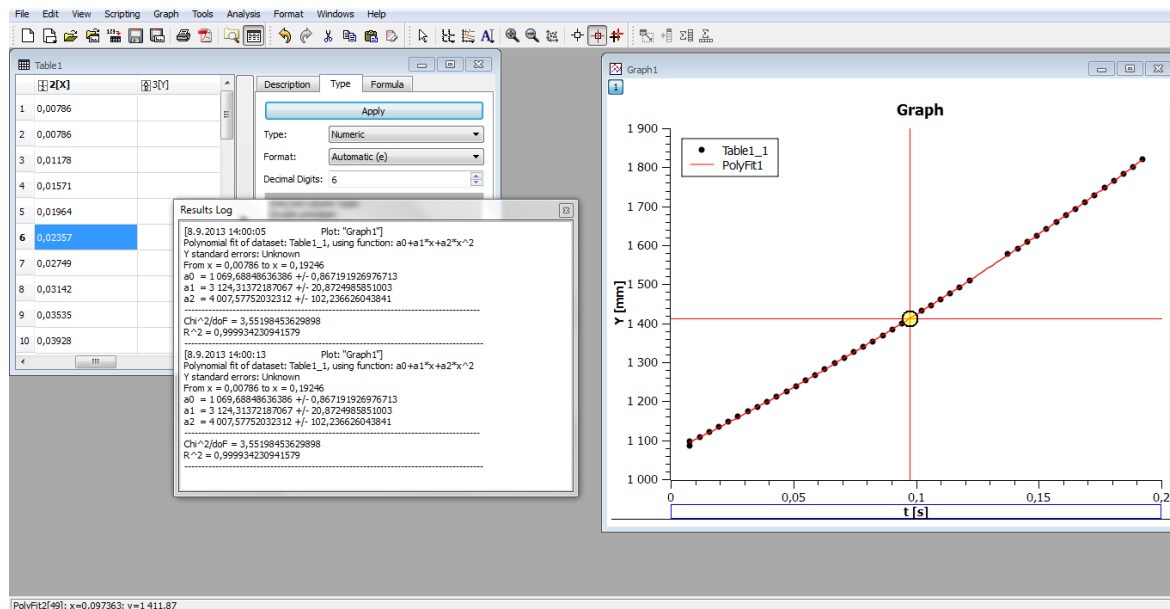 File Edit View Scripting Graph Tools Analysis Format Windows Help
Table1
2[X] 3[Y]
1 0,00786
2 0,00786
3 0,01178
4 0,01571
5 0,01964
6 0,02357
7 0,02749
8 0,03142
9 0,03535
10 0,03928
Description Type Formula
Apply
Type: Numeric
Format: Automatic (e)
Decimal Digits: 6
Results Log
[8.9.2013 14:00:05 Plot: "Graph1"]
Polynomial fit of dataset: Table1_1, using function: a0+a1*x+a2*x^2
Y standard errors: Unknown
From x = 0,00786 to x = 0,19246
a0 = 1 069,68848636386 +/- 0,867191926976713
a1 = 3 124,31372187067 +/- 20,8724985851003
a2 = 4 007,57752032312 +/- 102,236626043841
--------------------------------------------------------------------------------------
Chi^2/doF = 3,55198453629898
R^2 = 0,999934230941579
--------------------------------------------------------------------------------------
[8.9.2013 14:00:13 Plot: "Graph1"]
Polynomial fit of dataset: Table1_1, using function: a0+a1*x+a2*x^2
Y standard errors: Unknown
From x = 0,00786 to x = 0,19246
a0 = 1 069,68848636386 +/- 0,867191926976713
a1 = 3 124,31372187067 +/- 20,8724985851003
a2 = 4 007,57752032312 +/- 102,236626043841
--------------------------------------------------------------------------------------
Chi^2/doF = 3,55198453629898
R^2 = 0,999934230941579
--------------------------------------------------------------------------------------
Graph1
1
Graph
Table1_1
PolyFit1
Y [mm]
1 900
1 800
1 700
1 600
1 500
1 400
1 300
1 200
1 100
1 000
0 0,05 0,1 0,15 0,2
t [s]
PolyFit2[49]: x=0,097363; y=1 411,87